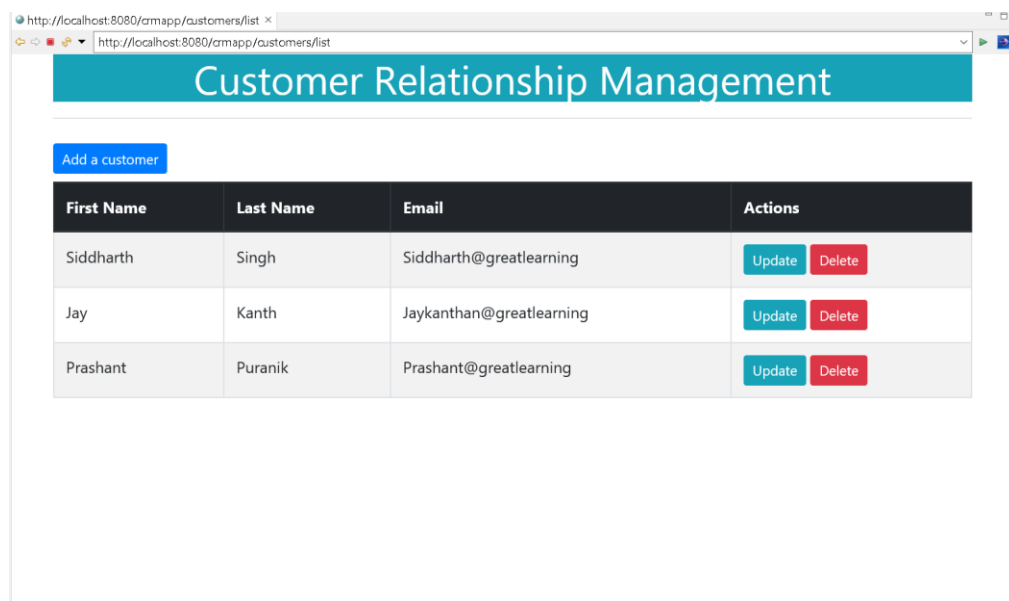 http://localhost:8080/crmapp/customers/list
http://localhost:8080/crmapp/customers/list
Customer Relationship Management
Add a customer
First Name Last Name Email Actions
Siddharth Singh Siddharth@greatlearning Update Delete
Jay Kanth Jaykanthan@greatlearning Update Delete
Prashant Puranik Prashant@greatlearning Update Delete